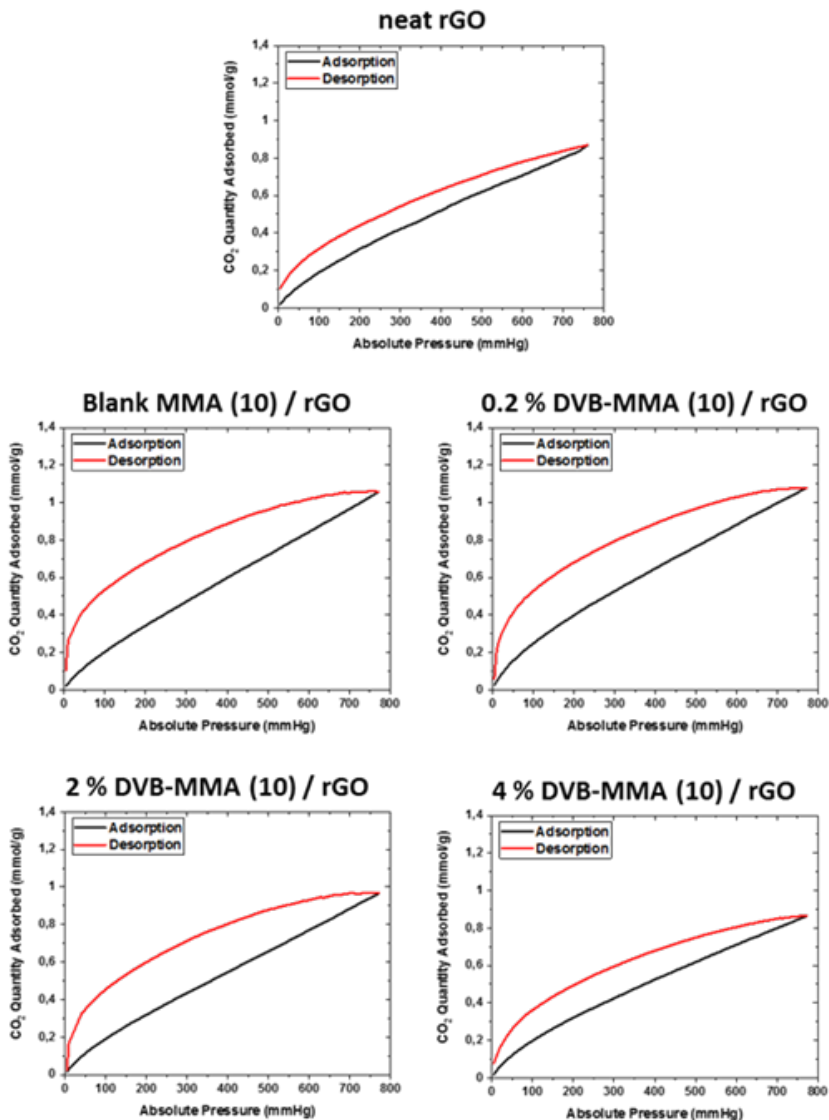 neat rGO
1,4
1,2
1
0,8
0,6
0,4
0,2
0
CO2 Quantity Adsorbed (mmol/g)
Adsorption
Desorption
0 100 200 300 400 500 600 700 800
Absolute Pressure (mmHg)
Blank MMA (10) / rGO
1,4
1,2
1
0,8
0,6
0,4
0,2
0
CO2 Quantity Adsorbed (mmol/g)
Adsorption
Desorption
0 100 200 300 400 500 600 700 800
Absolute Pressure (mmHg)
0.2 % DVB-MMA (10) / rGO
1,4
1,2
1
0,8
0,6
0,4
0,2
0
CO2 Quantity Adsorbed (mmol/g)
Adsorption
Desorption
0 100 200 300 400 500 600 700 800
Absolute Pressure (mmHg)
2 % DVB-MMA (10) / rGO
1,4
1,2
1
0,8
0,6
0,4
0,2
0
CO2 Quantity Adsorbed (mmol/g)
Adsorption
Desorption
0 100 200 300 400 500 600 700 800
Absolute Pressure (mmHg)
4 % DVB-MMA (10) / rGO
1,4
1,2
1
0,8
0,6
0,4
0,2
0
CO2 Quantity Adsorbed (mmol/g)
Adsorption
Desorption
0 100 200 300 400 500 600 700 800
Absolute Pressure (mmHg)